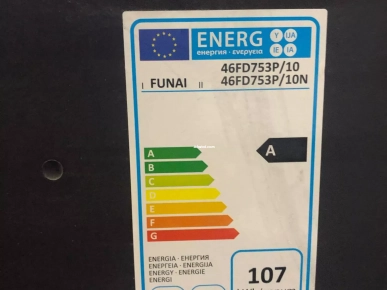 ENERG Y UA
енергия · ενεργεια IE IA
46FD753P/10
I FUNAI II 46FD753P/10N
A
B
C
D
E
F
G
A
ENERGIA · ЕНЕРГИЯ
ΕΝΕΡΓΕΙΑ · ENERGIJA
ENERGY · ENERGIE
ENERGI
107